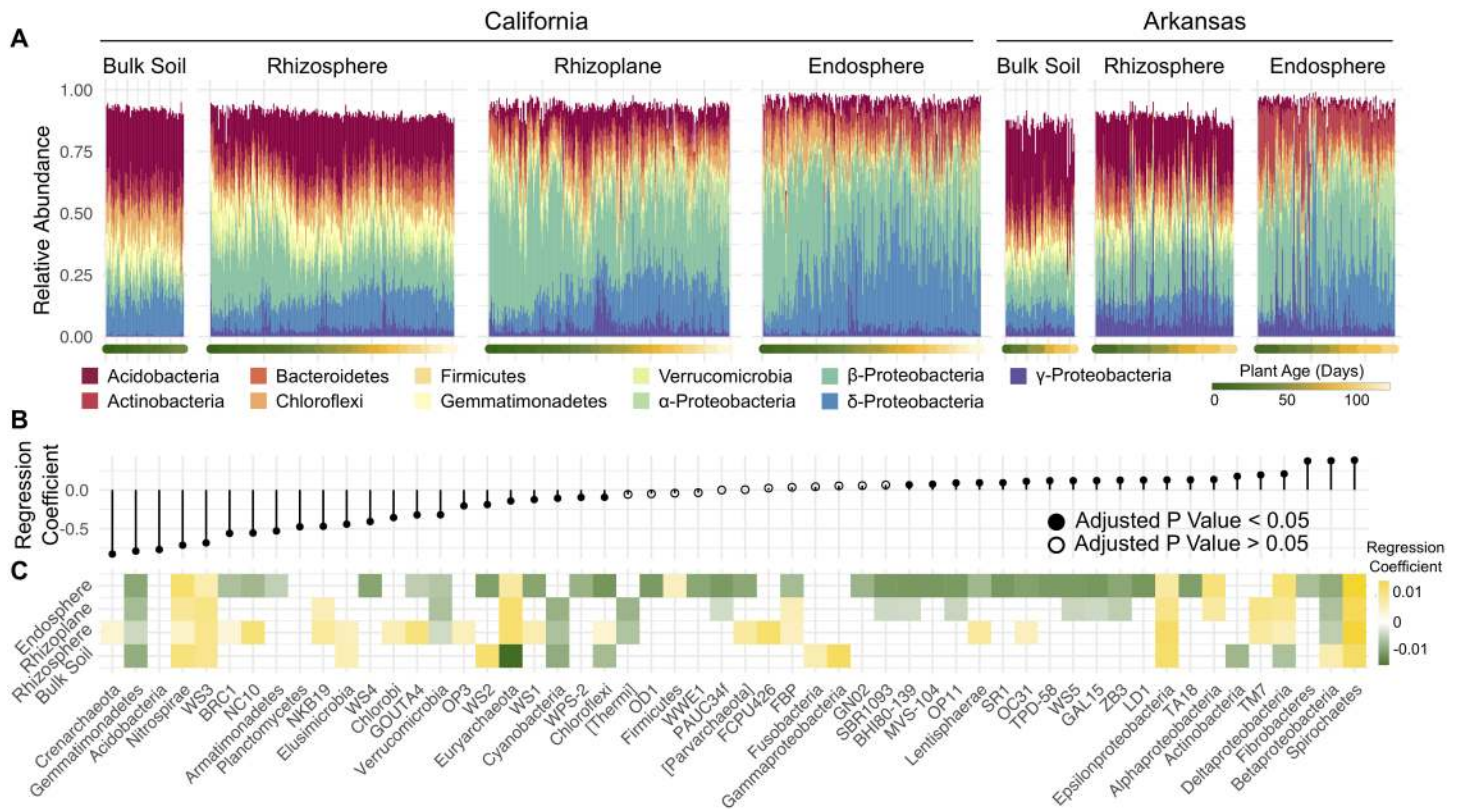 California Arkansas
A
Bulk Soil Rhizosphere Rhizoplane Endosphere Bulk Soil Rhizosphere Endosphere
Relative Abundance
1.00
0.75
0.50
0.25
0.00
Acidobacteria Bacteroidetes Firmicutes Verrucomicrobia β-Proteobacteria γ-Proteobacteria
Actinobacteria Chloroflexi Gemmatimonadetes α-Proteobacteria δ-Proteobacteria
Plant Age (Days)
0 50 100
B
Regression
Coefficient
0.0
-0.5
Adjusted P Value < 0.05
Adjusted P Value > 0.05
C
Regression
Coefficient
0.01
0
-0.01
Endosphere
Rhizoplane
Rhizosphere
Bulk Soil
Crenarchaeota
Gemmatimonadetes
Acidobacteria
Nitrospirae
WS3
BRC1
NC10
Armatimonadetes
Planctomycetes
NKB19
Elusimicrobia
WS4
Chlorobi
GOUTA4
Verrucomicrobia
OP3
WS2
Euryarchaeota
WS1
Cyanobacteria
WPS-2
Chloroflexi
[Thermi]
OD1
Firmicutes
WWE1
PAUC34f
[Parvarchaeota]
FCPU426
FBP
Fusobacteria
Gammaproteobacteria
GN02
SBR1093
BHI80-139
MVS-104
OP11
Lentisphaerae
SR1
OC31
TPD-58
WS5
GAL15
ZB3
LD1
Epsilonproteobacteria
TA18
Alphaproteobacteria
Actinobacteria
TM7
Deltaproteobacteria
Fibrobacteres
Betaproteobacteria
Spirochaetes